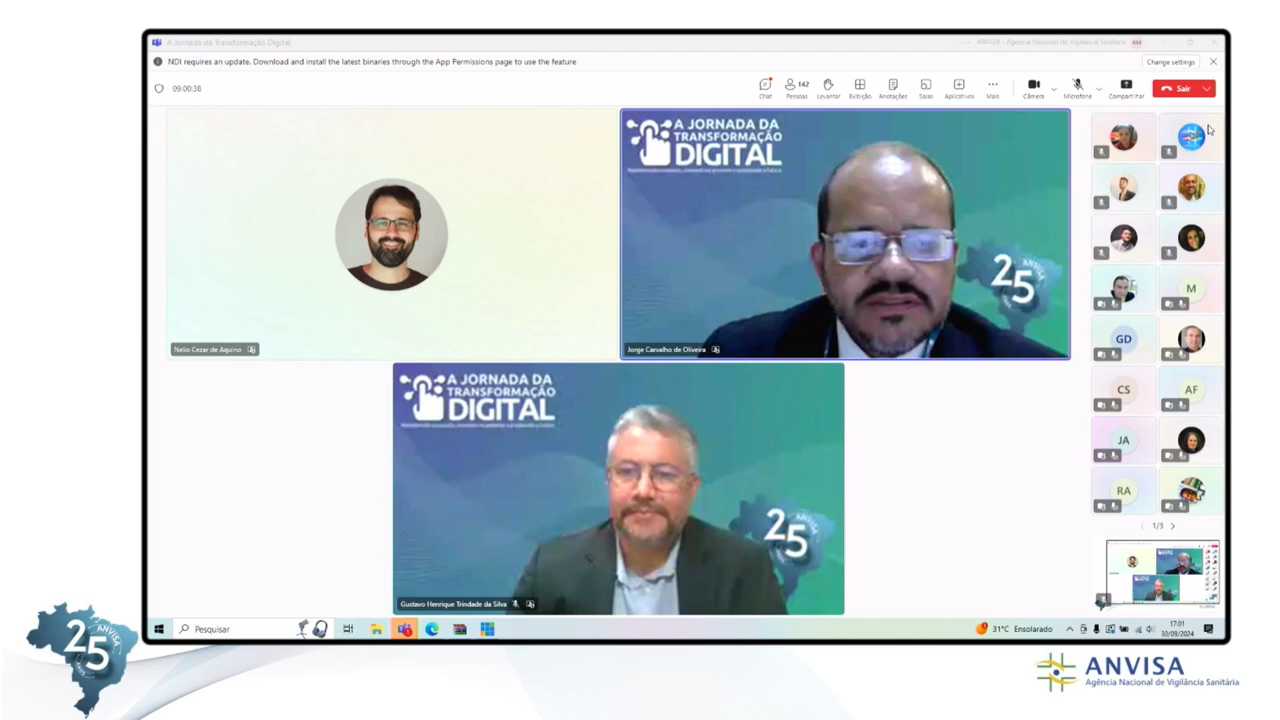 A Jornada da Transformação Digital
ANVISA - Agência Nacional de Vigilância Sanitária
AM
NDI requires an update. Download and install the latest binaries through the App Permissions page to use the feature
Change settings
09:00:38
142
Chat
Pessoas
Levantar
Exibição
Anotações
Salas
Aplicativos
Mais
Câmera
Microfone
Compartilhar
Sair
A JORNADA DA
TRANSFORMAÇÃO
DIGITAL
ANVISA
25
Nelio Cezar de Aquino
Jorge Carvalho de Oliveira
A JORNADA DA
TRANSFORMAÇÃO
DIGITAL
ANVISA
25
Gustavo Henrique Trindade da Silva
M
GD
CS
AF
JA
RA
1/3
Pesquisar
31°C Ensolarado
17:01
30/09/2024
ANVISA
25
ANOS
ANVISA
Agência Nacional de Vigilância Sanitária